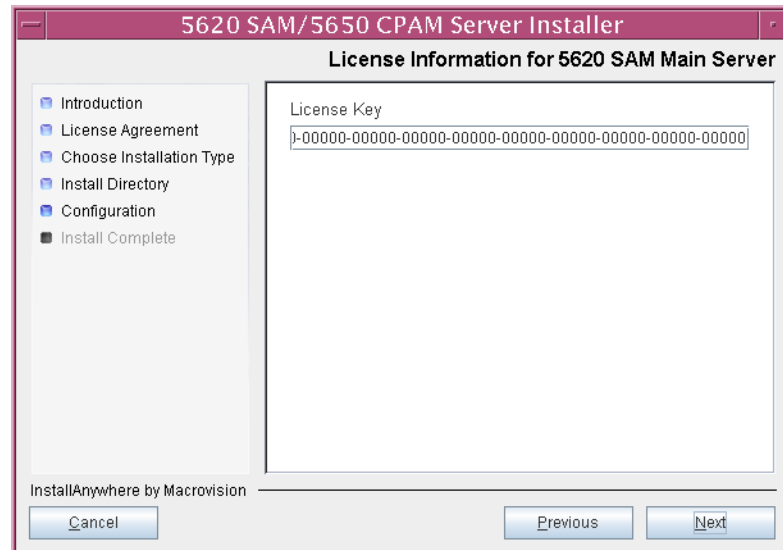 5620 SAM/5650 CPAM Server Installer
License Information for 5620 SAM Main Server
Introduction
License Agreement
Choose Installation Type
Install Directory
Configuration
Install Complete
License Key
)-00000-00000-00000-00000-00000-00000-00000-00000-00000
InstallAnywhere by Macrovision
Cancel
Previous
Next